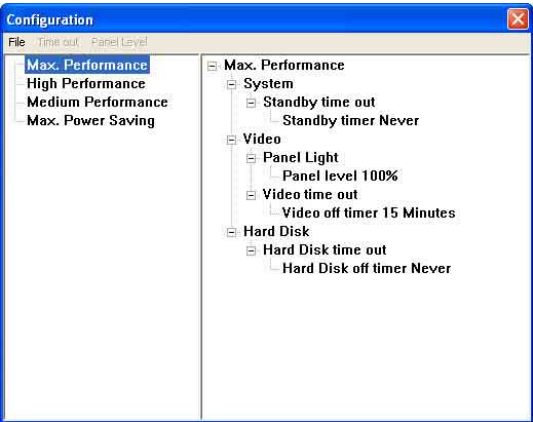 Configuration
File Time out Panel Level
Max. Performance
High Performance
Medium Performance
Max. Power Saving
Max. Performance
System
Standby time out
Standby timer Never
Video
Panel Light
Panel level 100%
Video time out
Video off timer 15 Minutes
Hard Disk
Hard Disk time out
Hard Disk off timer Never